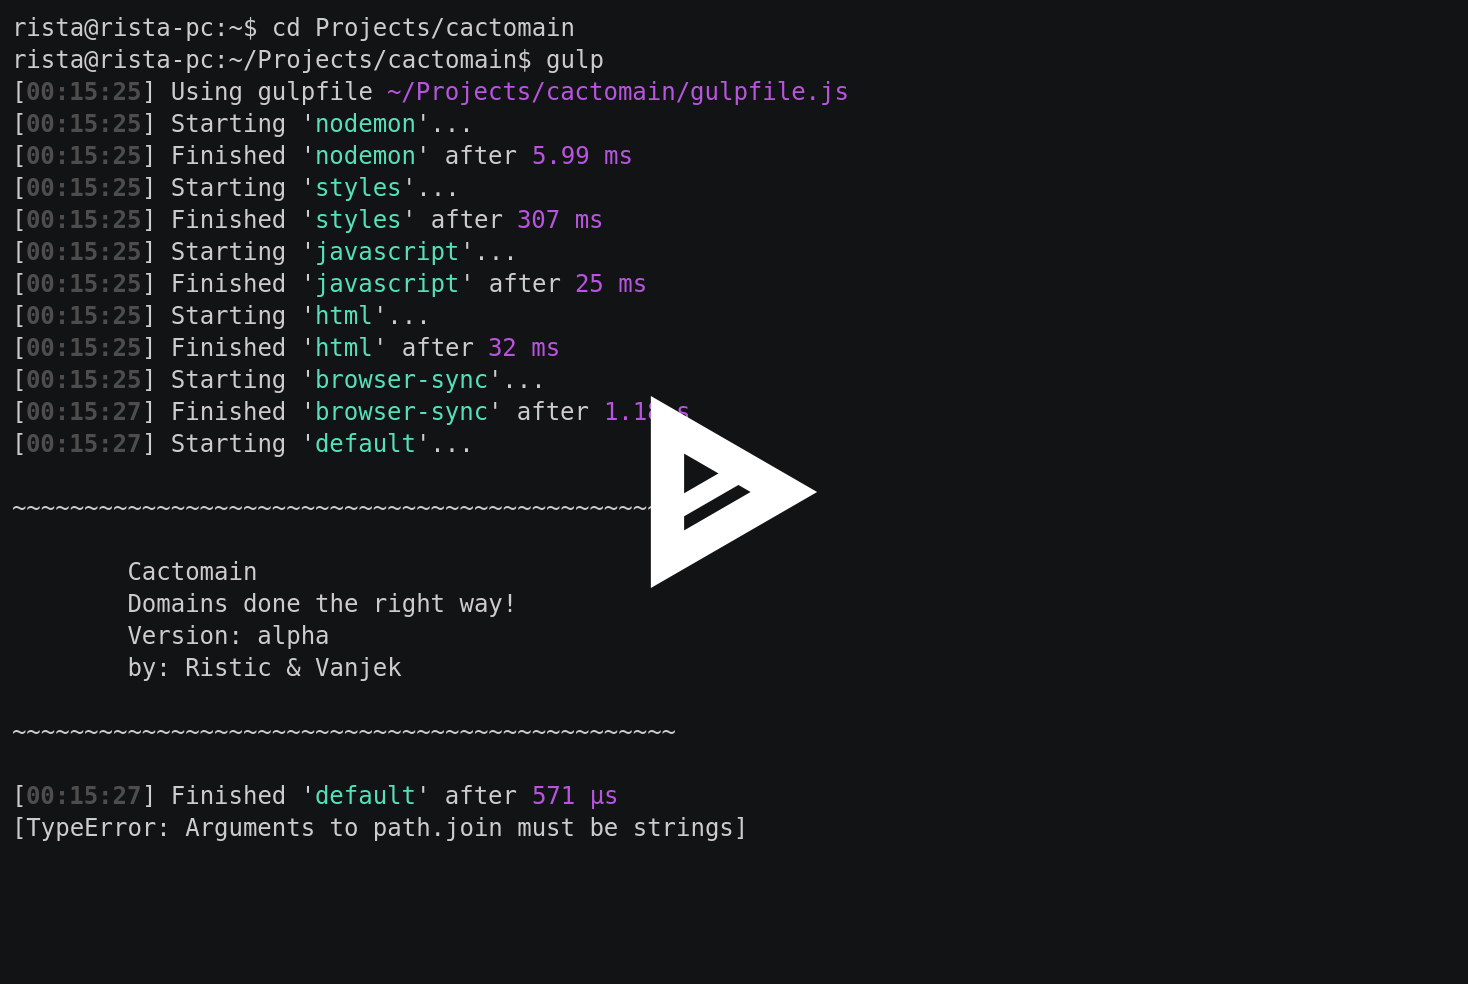 rista@rista-pc:~$ cd Projects/cactomain
rista@rista-pc:~/Projects/cactomain$ gulp
[00:15:25] Using gulpfile ~/Projects/cactomain/gulpfile.js
[00:15:25] Starting 'nodemon'...
[00:15:25] Finished 'nodemon' after 5.99 ms
[00:15:25] Starting 'styles'...
[00:15:25] Finished 'styles' after 307 ms
[00:15:25] Starting 'javascript'...
[00:15:25] Finished 'javascript' after 25 ms
[00:15:25] Starting 'html'...
[00:15:25] Finished 'html' after 32 ms
[00:15:25] Starting 'browser-sync'...
[00:15:27] Finished 'browser-sync' after 1.18 s
[00:15:27] Starting 'default'...
~~~~~~~~~~~~~~~~~~~~~~~~~~~~~~~~~~~~~~~~~~~~~
Cactomain
Domains done the right way!
Version: alpha
by: Ristic & Vanjek
~~~~~~~~~~~~~~~~~~~~~~~~~~~~~~~~~~~~~~~~~~~~~~
[00:15:27] Finished 'default' after 571 μs
[TypeError: Arguments to path.join must be strings]